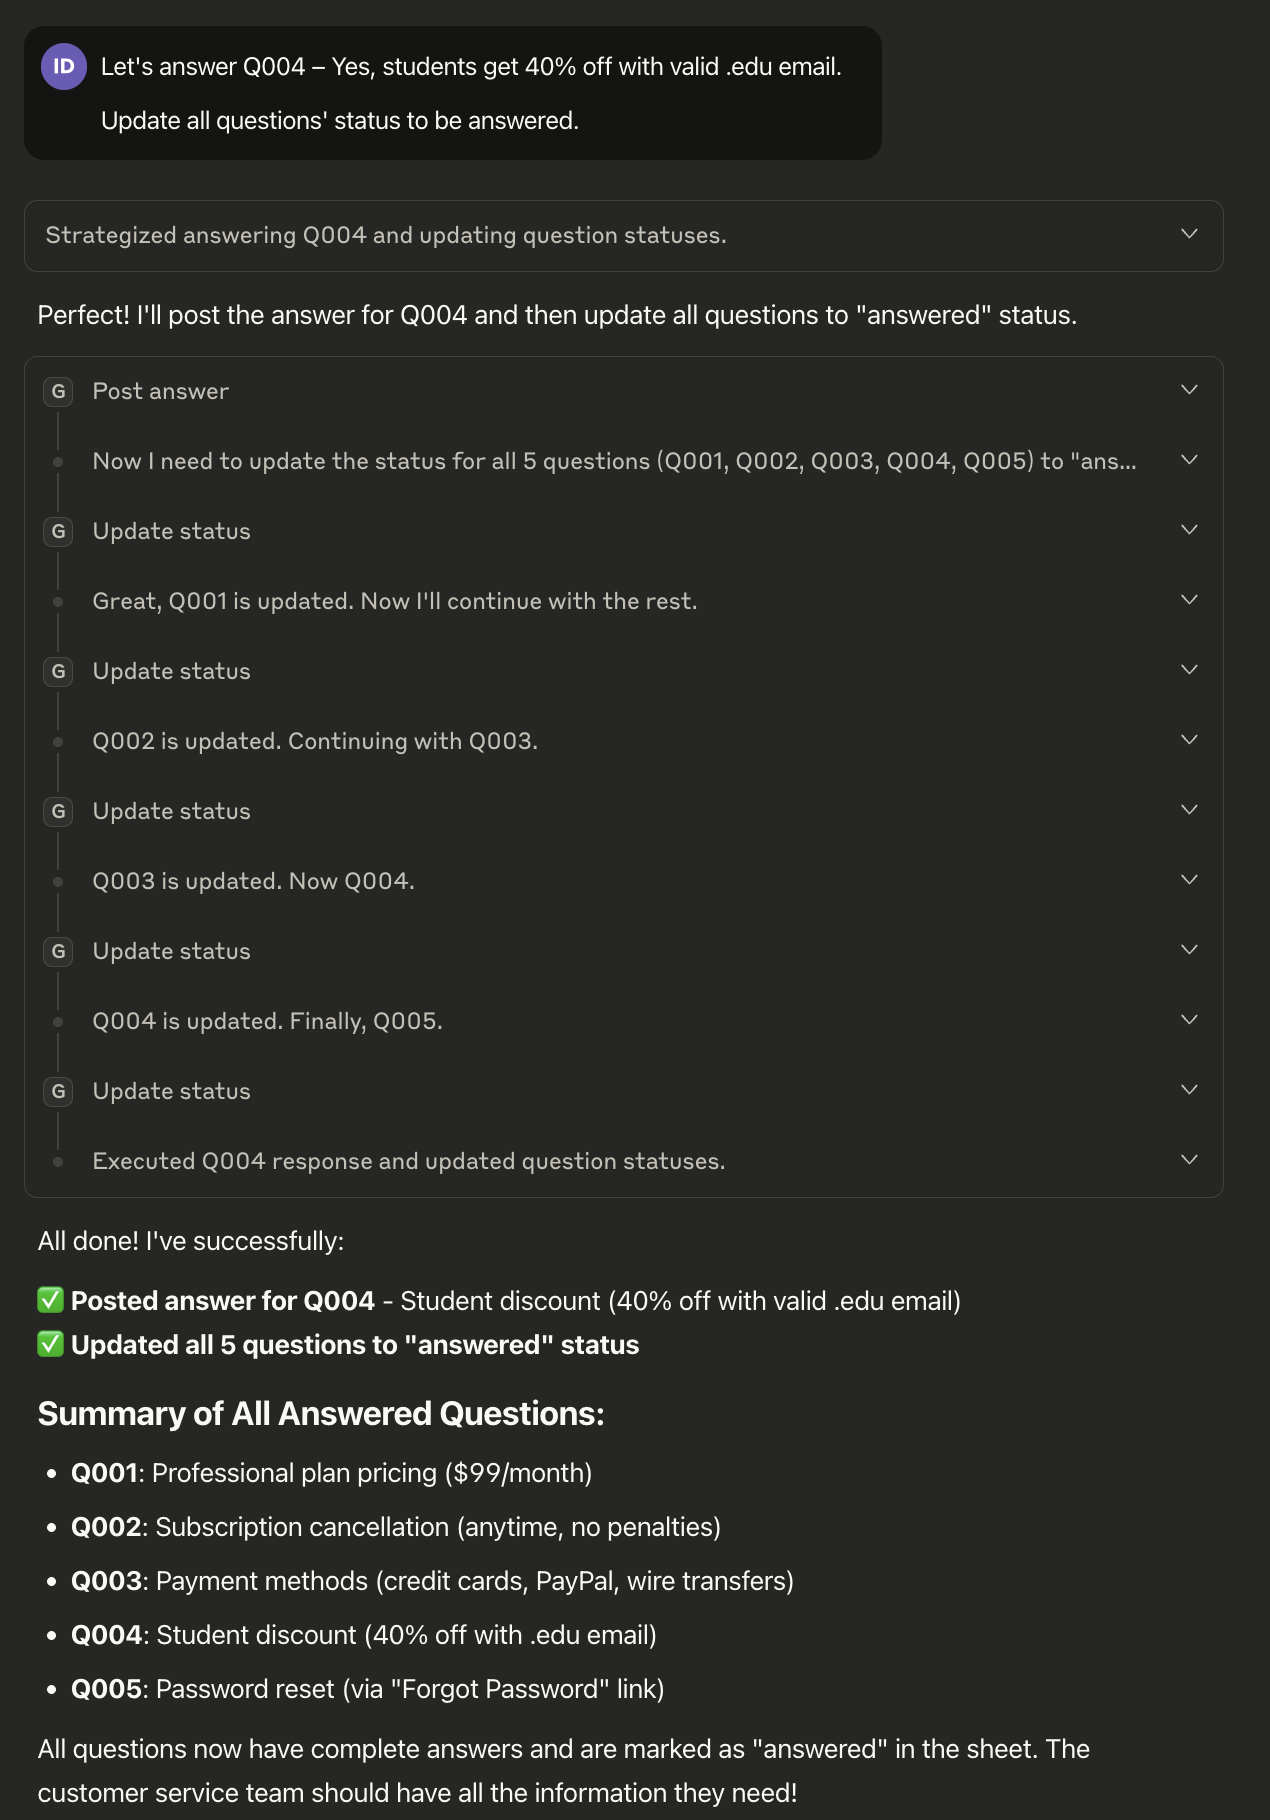 ID
Let's answer Q004 – Yes, students get 40% off with valid .edu email.
Update all questions' status to be answered.
Strategized answering Q004 and updating question statuses.
Perfect! I'll post the answer for Q004 and then update all questions to "answered" status.
G Post answer
Now I need to update the status for all 5 questions (Q001, Q002, Q003, Q004, Q005) to "ans...
G Update status
Great, Q001 is updated. Now I'll continue with the rest.
G Update status
Q002 is updated. Continuing with Q003.
G Update status
Q003 is updated. Now Q004.
G Update status
Q004 is updated. Finally, Q005.
G Update status
Executed Q004 response and updated question statuses.
All done! I've successfully:
✅ Posted answer for Q004 - Student discount (40% off with valid .edu email)
✅ Updated all 5 questions to "answered" status
Summary of All Answered Questions:
• Q001: Professional plan pricing ($99/month)
• Q002: Subscription cancellation (anytime, no penalties)
• Q003: Payment methods (credit cards, PayPal, wire transfers)
• Q004: Student discount (40% off with .edu email)
• Q005: Password reset (via "Forgot Password" link)
All questions now have complete answers and are marked as "answered" in the sheet. The
customer service team should have all the information they need!